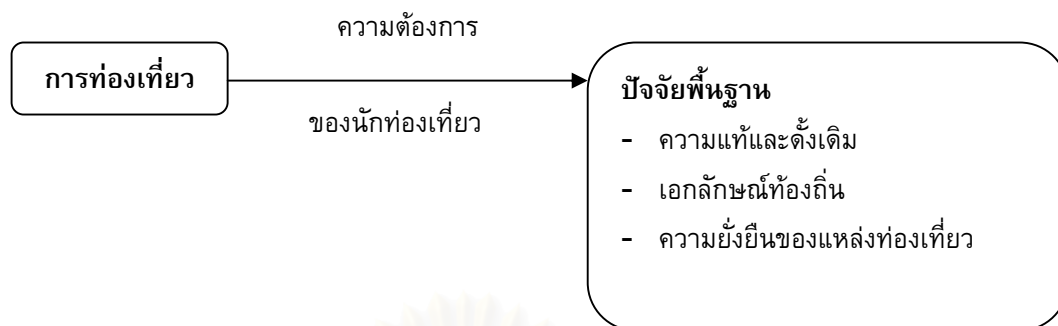 ความต้องการ
การท่องเที่ยว
ของนักท่องเที่ยว
ปัจจัยพื้นฐาน
- ความแท้และดั้งเดิม
- เอกลักษณ์ท้องถิ่น
- ความยั่งยืนของแหล่งท่องเที่ยว